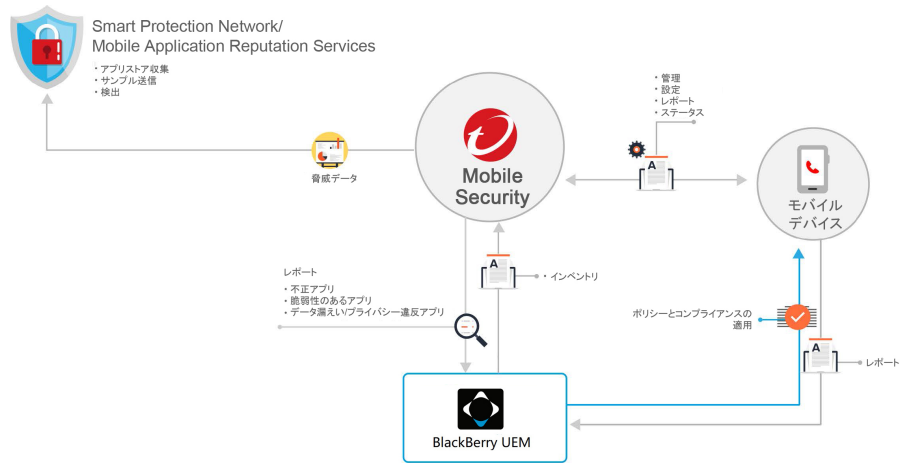 Smart Protection Network/
Mobile Application Reputation Services
・アプリストア収集
・サンプル送信
・検出
脅威データ
Mobile
Security
・管理
・設定
・レポート
・ステータス
A
モバイル
デバイス
レポート
・不正アプリ
・脆弱性のあるアプリ
・データ漏えい/プライバシー違反アプリ
A
・インベントリ
ポリシーとコンプライアンスの
適用
A
レポート
BlackBerry UEM